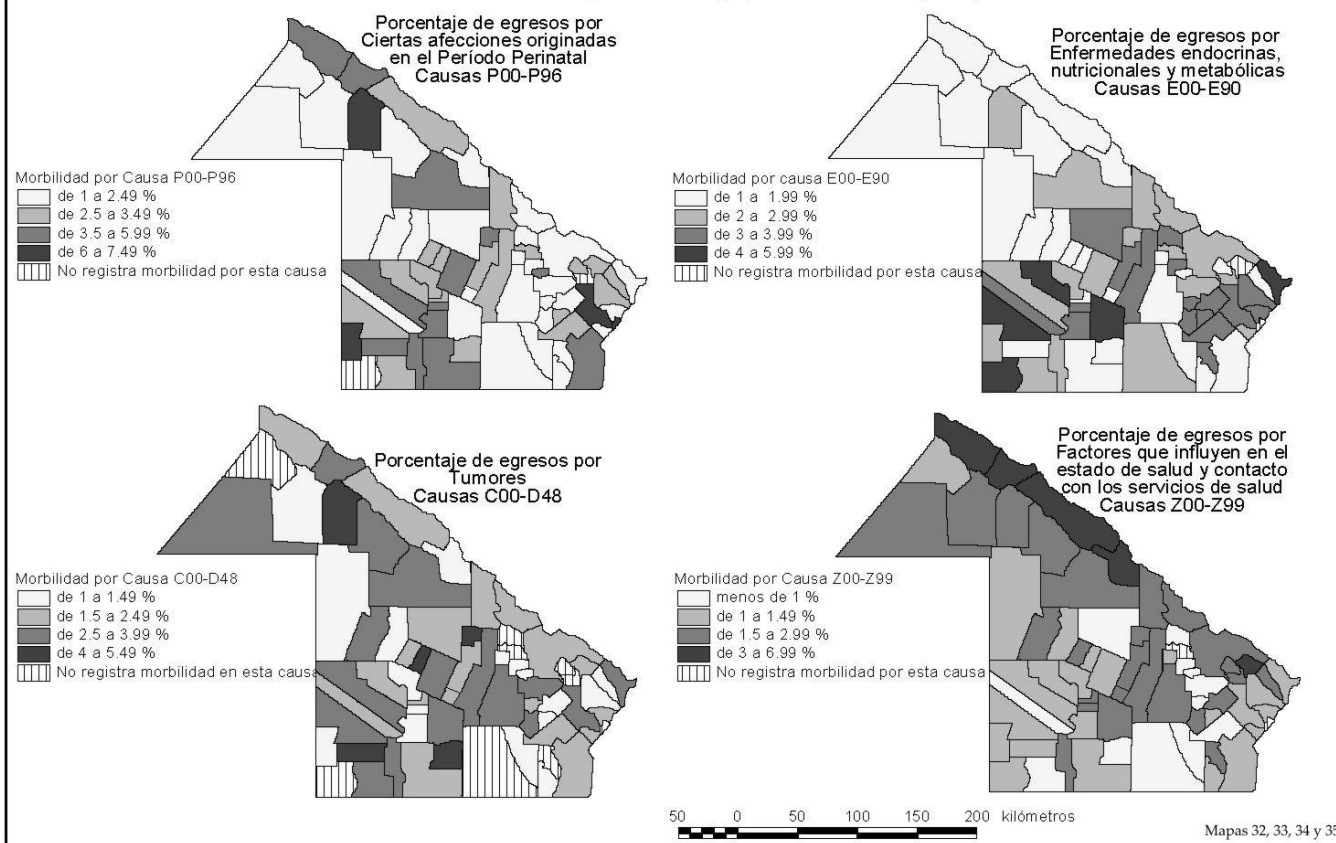 Porcentaje de egresos por
Ciertas afecciones originadas
en el Período Perinatal
Causas P00-P96
Morbilidad por Causa P00-P96
de 1 a 2.49 %
de 2.5 a 3.49 %
de 3.5 a 5.99 %
de 6 a 7.49 %
No registra morbilidad por esta causa
Porcentaje de egresos por
Enfermedades endocrinas,
nutricionales y metabólicas
Causas E00-E90
Morbilidad por causa E00-E90
de 1 a 1.99 %
de 2 a 2.99 %
de 3 a 3.99 %
de 4 a 5.99 %
No registra morbilidad por esta causa
Porcentaje de egresos por
Tumores
Causas C00-D48
Morbilidad por Causa C00-D48
de 1 a 1.49 %
de 1.5 a 2.49 %
de 2.5 a 3.99 %
de 4 a 5.49 %
No registra morbilidad en esta causa
Porcentaje de egresos por
Factores que influyen en el
estado de salud y contacto
con los servicios de salud
Causas Z00-Z99
Morbilidad por Causa Z00-Z99
menos de 1 %
de 1 a 1.49 %
de 1.5 a 2.99 %
de 3 a 6.99 %
No registra morbilidad por esta causa
50 0 50 100 150 200 kilómetros
Mapas 32, 33, 34 y 35